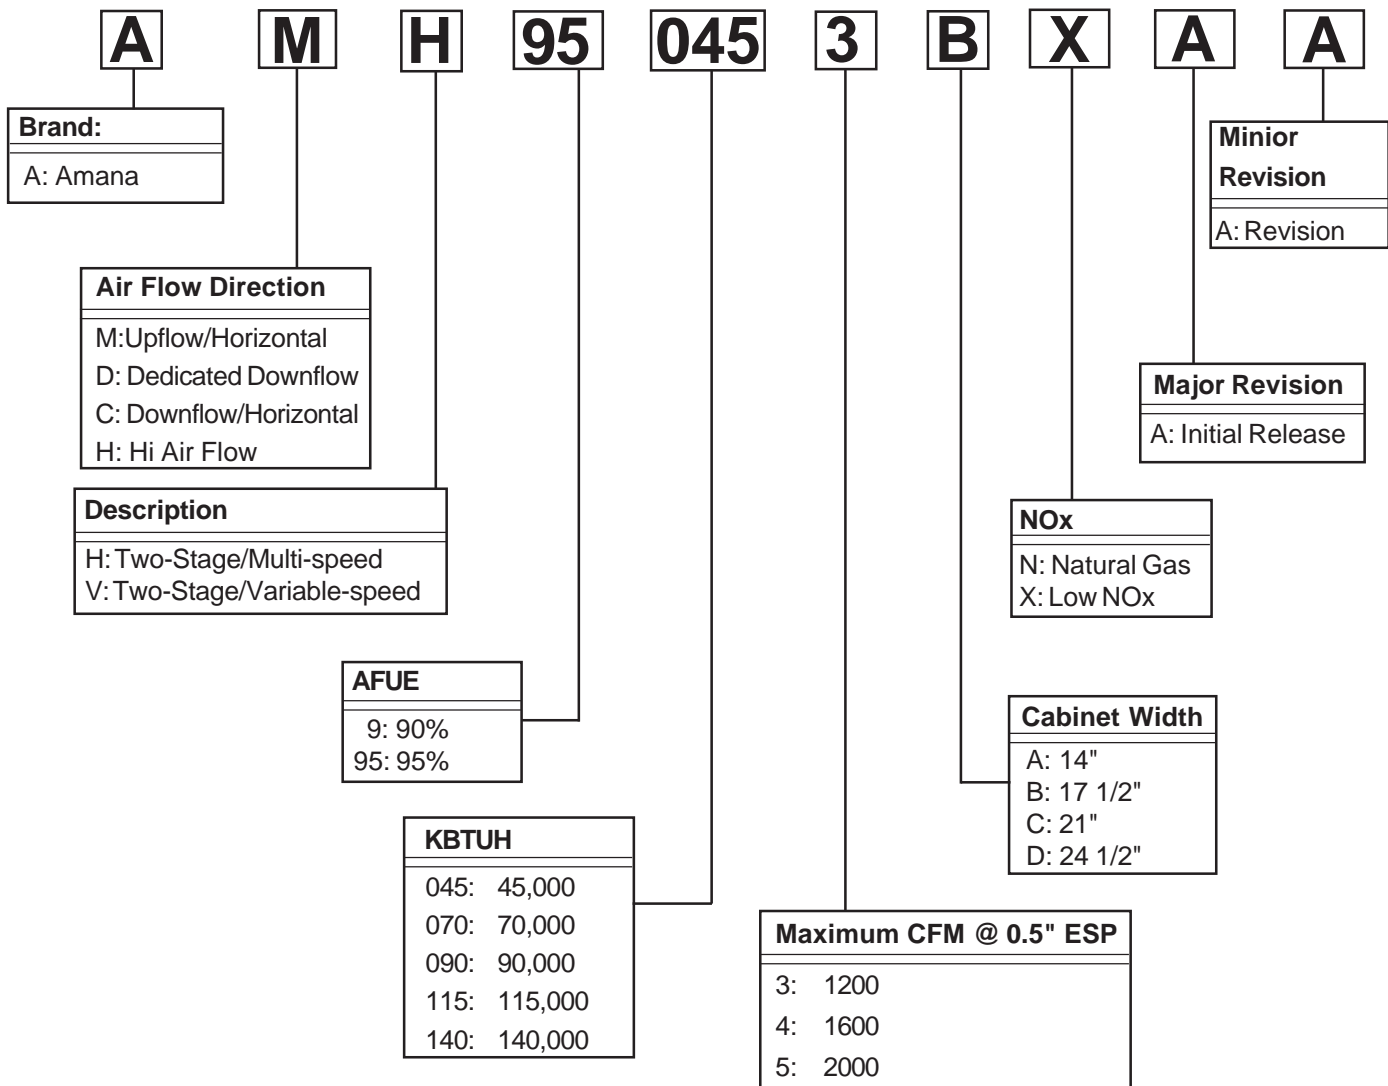 A M H 95 045 3 B X A A
Brand:
A: Amana
Minior
Revision
A: Revision
Air Flow Direction
M:Upflow/Horizontal
D: Dedicated Downflow
C: Downflow/Horizontal
H: Hi Air Flow
Major Revision
A: Initial Release
Description
H: Two-Stage/Multi-speed
V: Two-Stage/Variable-speed
NOx
N: Natural Gas
X: Low NOx
AFUE
9: 90%
95: 95%
Cabinet Width
A: 14"
B: 17 1/2"
C: 21"
D: 24 1/2"
KBTUH
045: 45,000
070: 70,000
090: 90,000
115: 115,000
140: 140,000
Maximum CFM @ 0.5" ESP
3: 1200
4: 1600
5: 2000